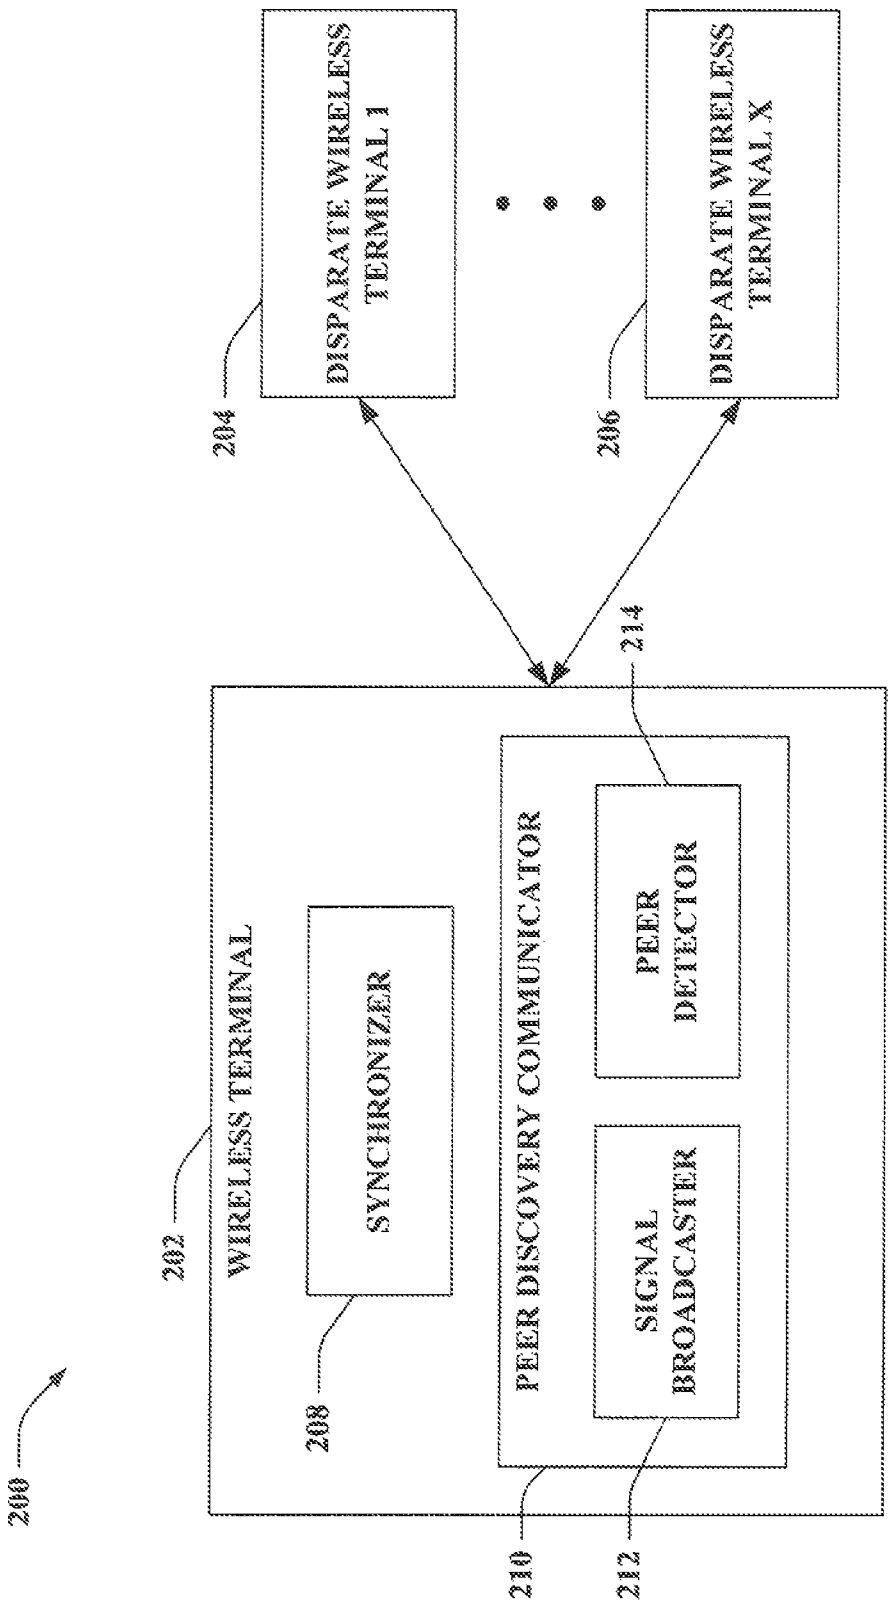 200
202
WIRELESS TERMINAL
208
SYNCHRONIZER
210
PEER DISCOVERY COMMUNICATOR
212
SIGNAL
BROADCASTER
214
PEER
DETECTOR
204
DISPARATE WIRELESS
TERMINAL 1
206
DISPARATE WIRELESS
TERMINAL X